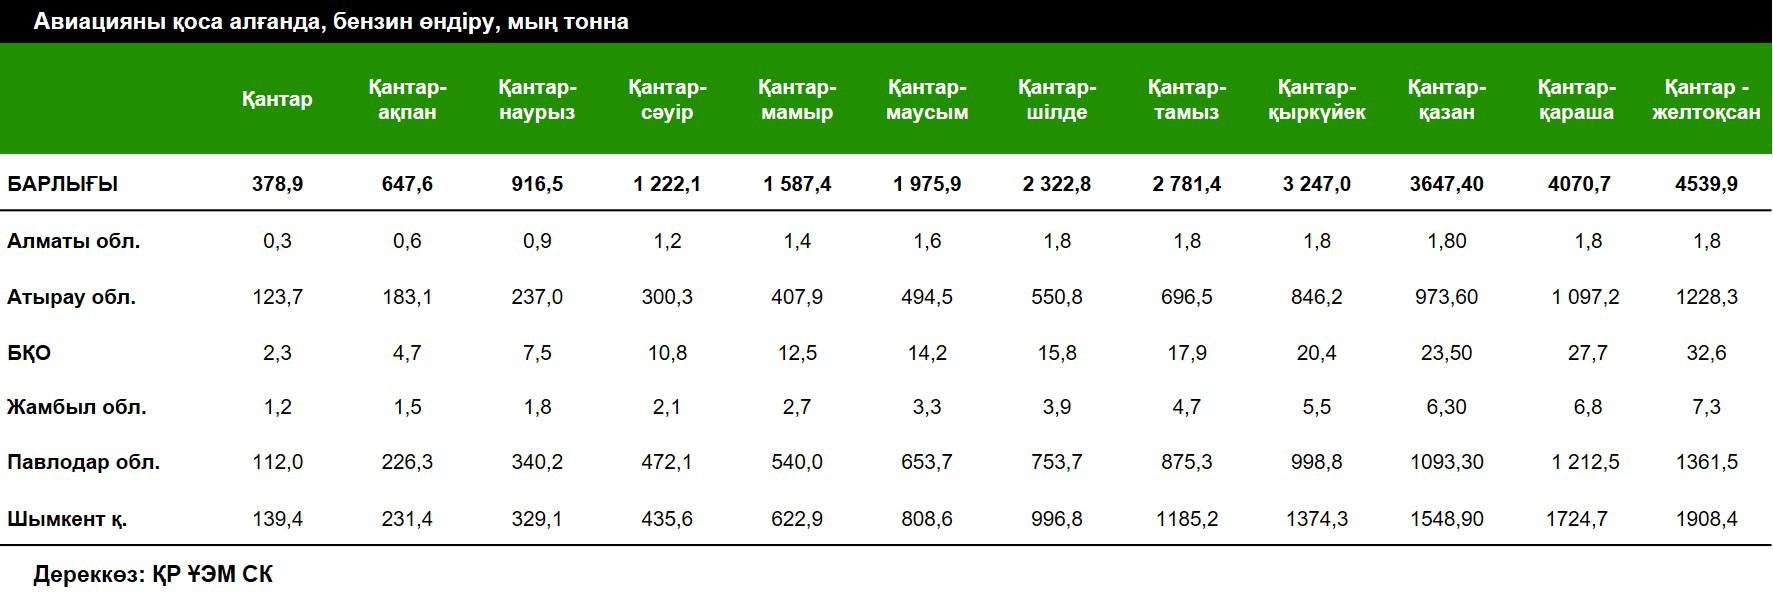 Авиацияны қоса алғанда, бензин өндіру, мың тонна
Қантар Қантар-ақпан Қантар-наурыз Қантар-сәуір Қантар-мамыр Қантар-маусым Қантар-шілде Қантар-тамыз Қантар-қыркүйек Қантар-қазан Қантар-қараша Қантар - желтоқсан
БАРЛЫҒЫ 378,9 647,6 916,5 1 222,1 1 587,4 1 975,9 2 322,8 2 781,4 3 247,0 3647,40 4070,7 4539,9
Алматы обл. 0,3 0,6 0,9 1,2 1,4 1,6 1,8 1,8 1,8 1,80 1,8 1,8
Атырау обл. 123,7 183,1 237,0 300,3 407,9 494,5 550,8 696,5 846,2 973,60 1 097,2 1228,3
БҚО 2,3 4,7 7,5 10,8 12,5 14,2 15,8 17,9 20,4 23,50 27,7 32,6
Жамбыл обл. 1,2 1,5 1,8 2,1 2,7 3,3 3,9 4,7 5,5 6,30 6,8 7,3
Павлодар обл. 112,0 226,3 340,2 472,1 540,0 653,7 753,7 875,3 998,8 1093,30 1 212,5 1361,5
Шымкент қ. 139,4 231,4 329,1 435,6 622,9 808,6 996,8 1185,2 1374,3 1548,90 1724,7 1908,4
Дереккөз: ҚР ҰЭМ СК